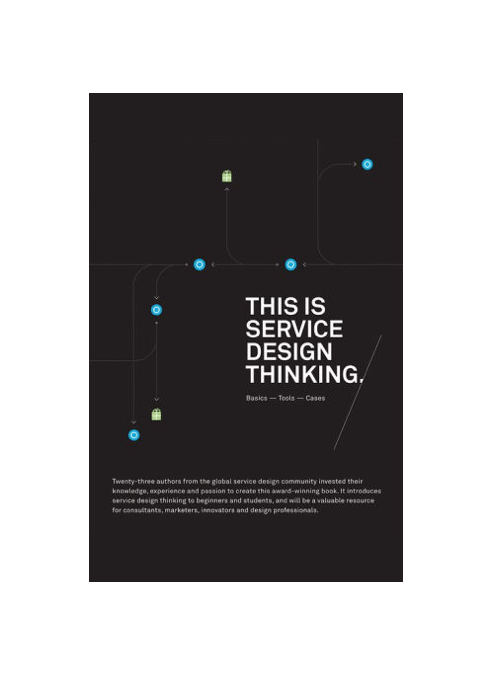 THIS IS
SERVICE
DESIGN
THINKING.
Basics — Tools — Cases
Twenty-three authors from the global service design community invested their
knowledge, experience and passion to create this award-winning book. It introduces
service design thinking to beginners and students, and will be a valuable resource
for consultants, marketers, innovators and design professionals.